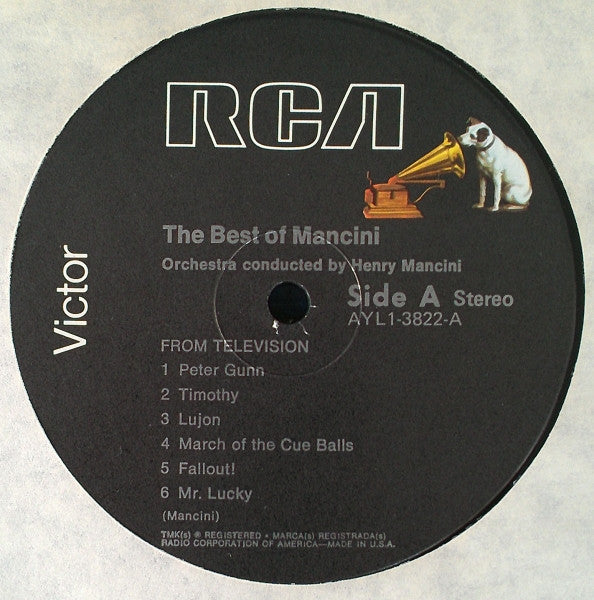 RCA
Victor
The Best of Mancini
Orchestra conducted by Henry Mancini
Side A Stereo
AYL1-3822-A
FROM TELEVISION
1 Peter Gunn
2 Timothy
3 Lujon
4 March of the Cue Balls
5 Fallout!
6 Mr. Lucky
(Mancini)
TMK(s) ® REGISTERED • MARCA(s) REGISTRADA(s)
RADIO CORPORATION OF AMERICA—MADE IN U.S.A.